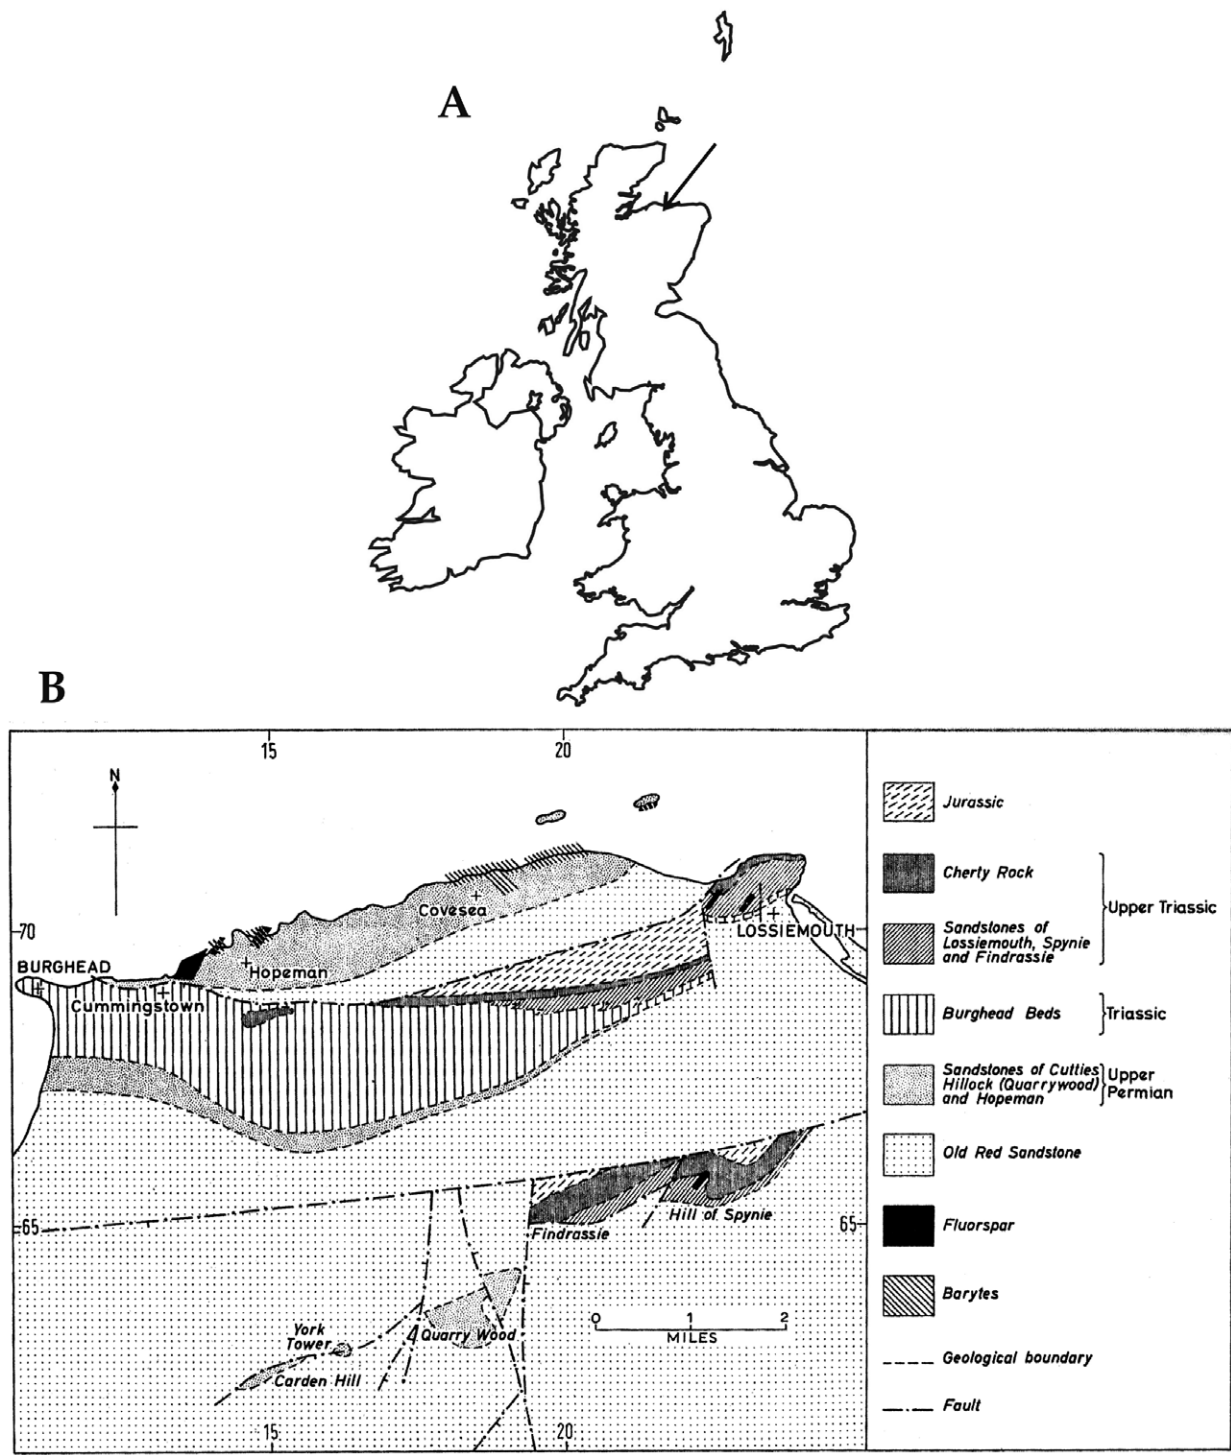 A
B
15
20
N
Jurassic
Cherty Rock
Upper Triassic
Sandstones of
Lossiemouth, Spynie
and Findrassie
Covesea
70
LOSSIEMOUTH
BURGHEAD
Hopeman
Cummingstown
Burghead Beds
Triassic
Sandstones of Cutties
Hillock (Quarrywood)
and Hopeman
Upper
Permian
Old Red Sandstone
65
Findrassie
Hill of Spynie
65
Fluorspar
Barytes
0
1
2
MILES
York
Tower
Quarry Wood
Carden Hill
Geological boundary
Fault
15
20